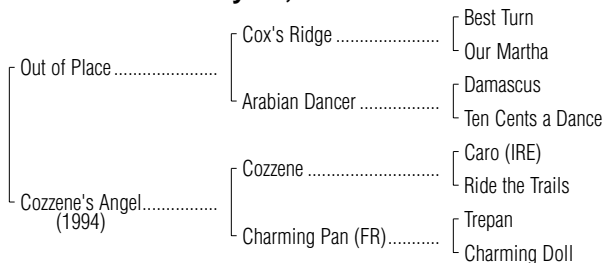 Best Turn
Cox's Ridge ....................
Our Martha
Out of Place ....................
Damascus
Arabian Dancer ................
Ten Cents a Dance
Caro (IRE)
Cozzene .........................
Ride the Trails
Cozzene's Angel...............
(1994)
Trepan
Charming Pan (FR)..........
Charming Doll